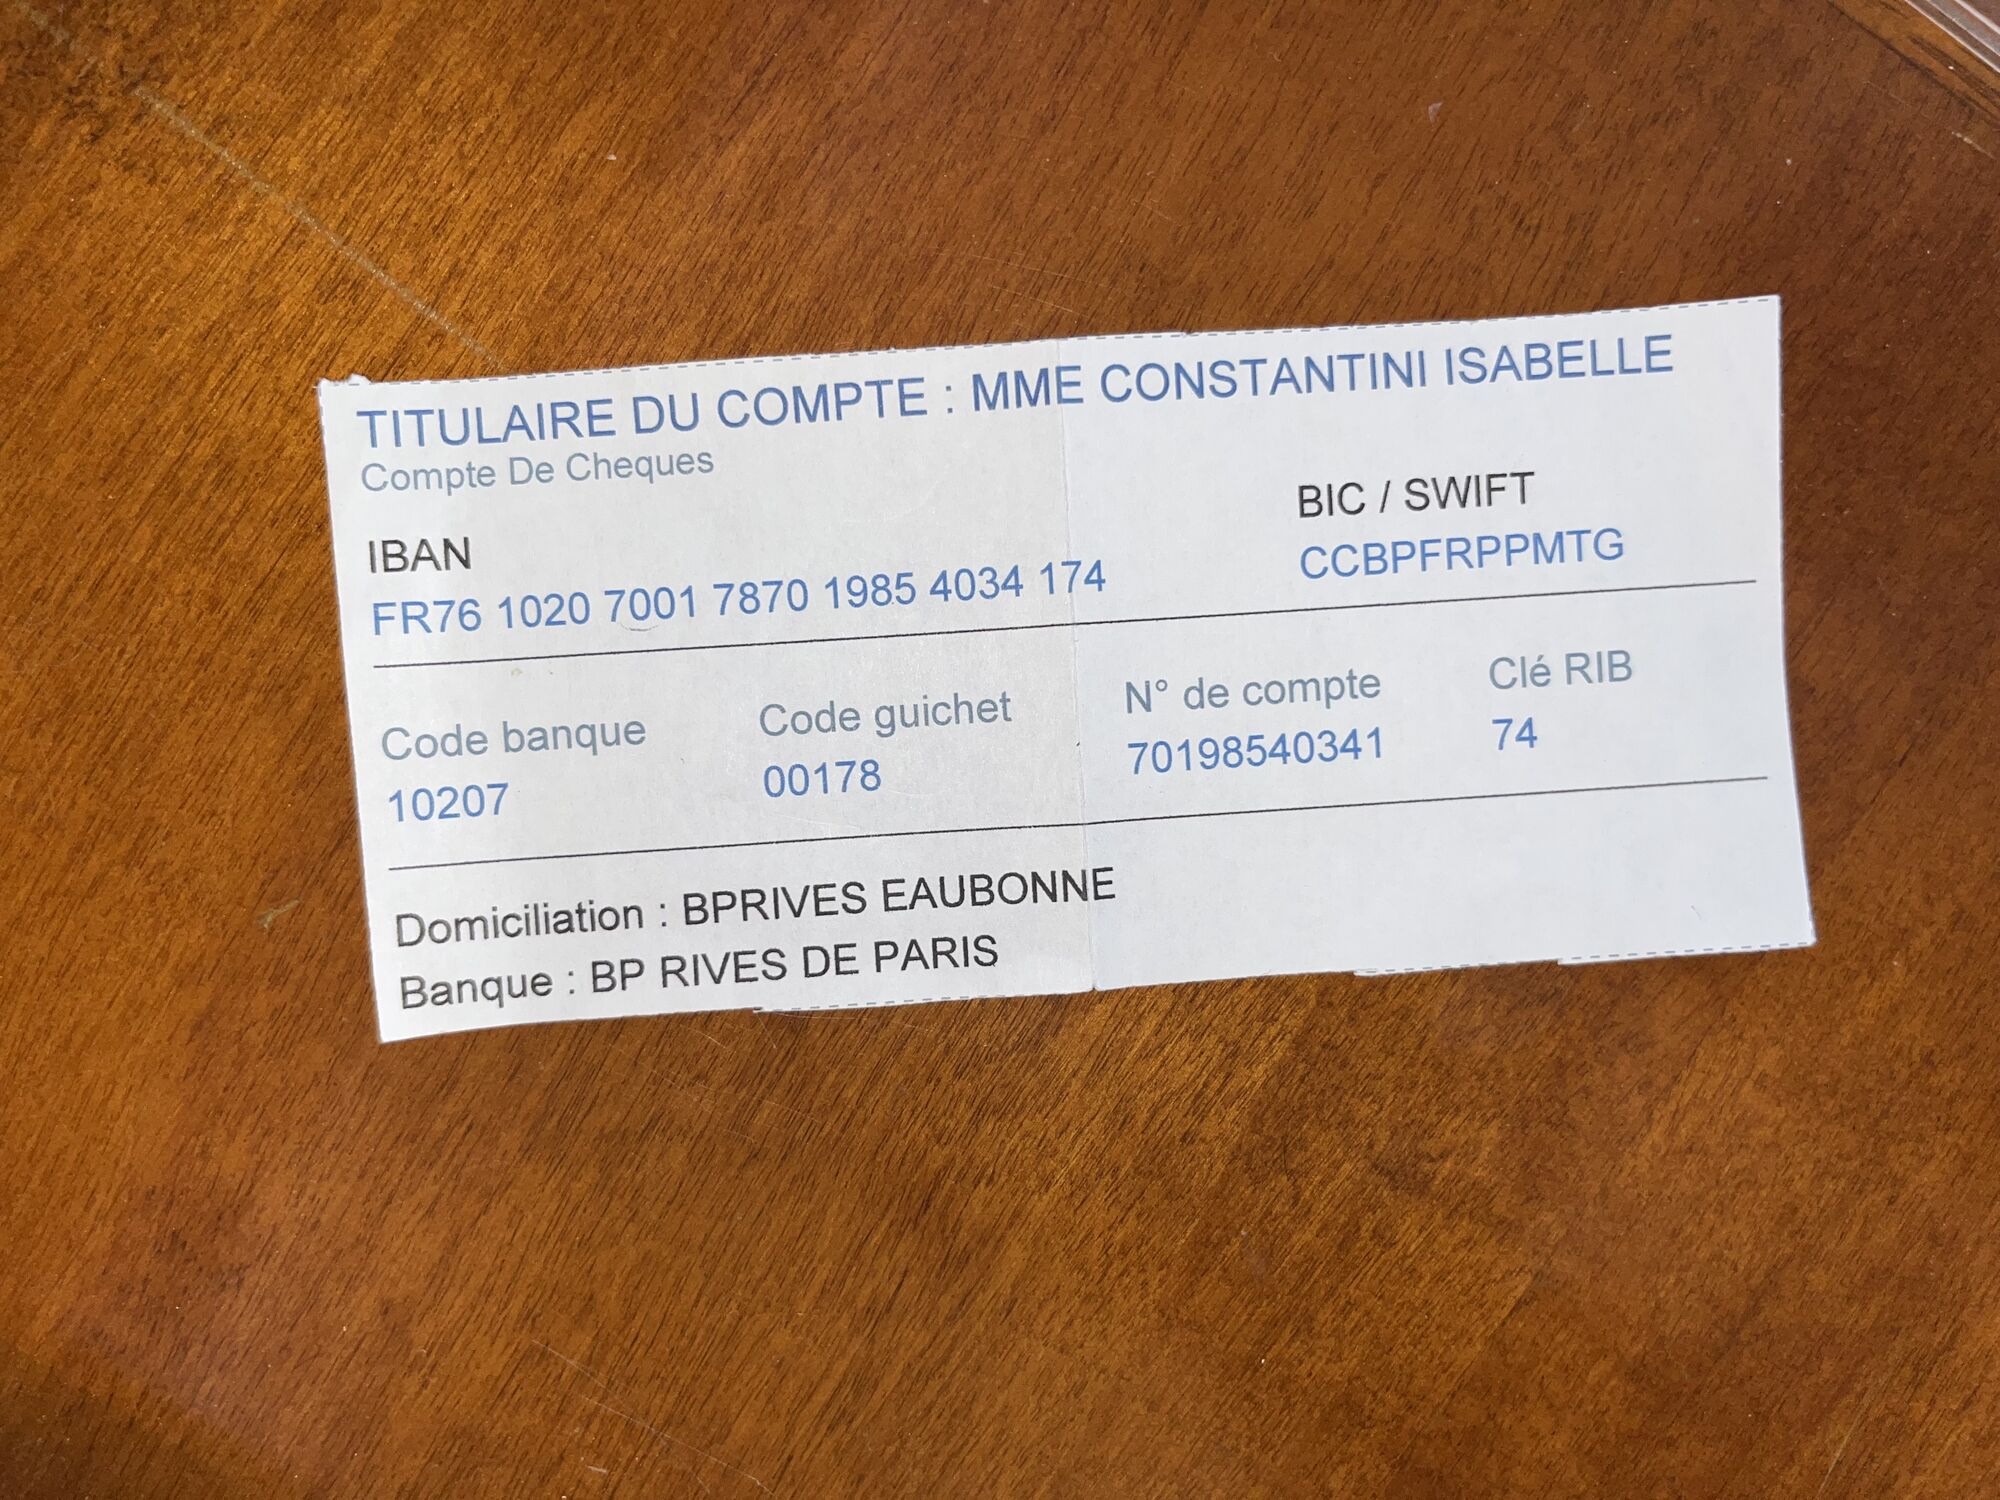 TITULAIRE DU COMPTE : MME CONSTANTINI ISABELLE
Compte De Cheques
IBAN
BIC / SWIFT
FR76 1020 7001 7870 1985 4034 174
CCBPFRPPMTG
Code banque
Code guichet
N° de compte
Clé RIB
10207
00178
70198540341
74
Domiciliation : BPRIVES EAUBONNE
Banque : BP RIVES DE PARIS